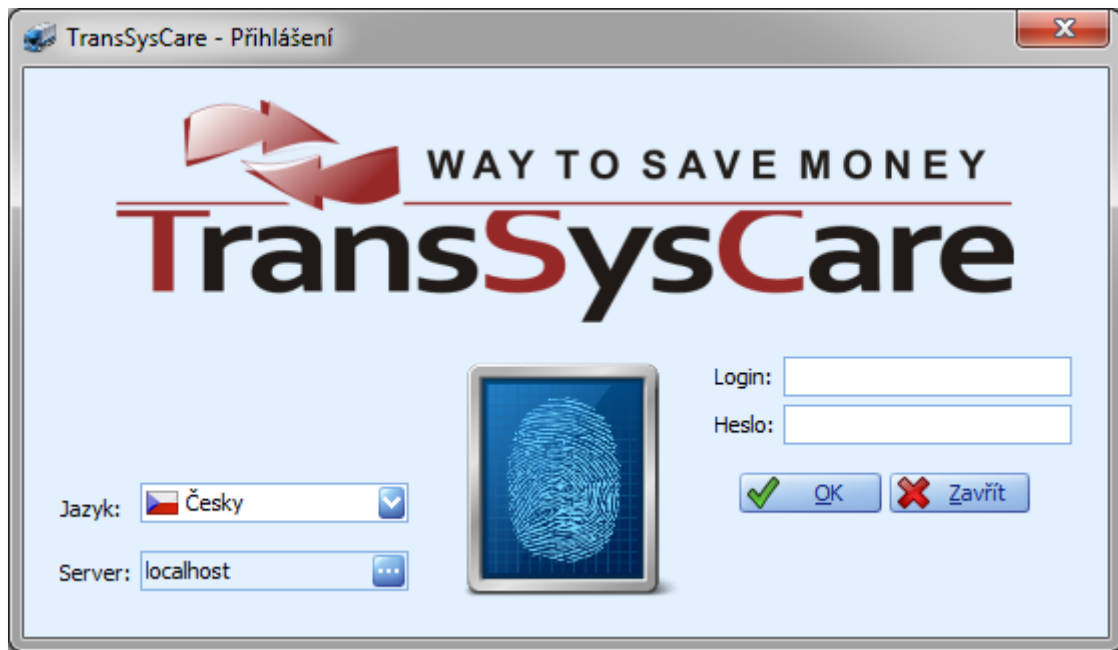 TransSysCare - Přihlášení
WAY TO SAVE MONEY
TransSysCare
Login:
Heslo:
OK Zavřít
Jazyk: Česky
Server: localhost